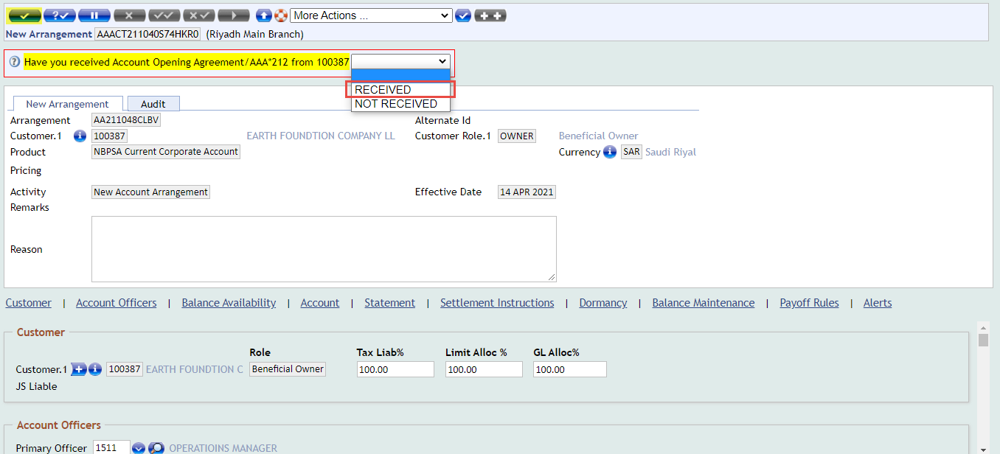 More Actions ...
New Arrangement AAACT211040S74HKR0 (Riyadh Main Branch)
Have you received Account Opening Agreement/AAA*212 from 100387
RECEIVED
NOT RECEIVED
New Arrangement Audit
Arrangement AA211048CLBV Alternate Id
Customer.1 100387 EARTH FOUNDTION COMPANY LL Customer Role.1 OWNER Beneficial Owner
Product NBPSA Current Corporate Account Currency SAR Saudi Riyal
Pricing
Activity New Account Arrangement Effective Date 14 APR 2021
Remarks
Reason
Customer | Account Officers | Balance Availability | Account | Statement | Settlement Instructions | Dormancy | Balance Maintenance | Payoff Rules | Alerts
Customer
Role Tax Liab% Limit Alloc % GL Alloc%
Customer.1 100387 EARTH FOUNDTION C Beneficial Owner 100.00 100.00 100.00
JS Liable
Account Officers
Primary Officer 1511 OPERATIOINS MANAGER